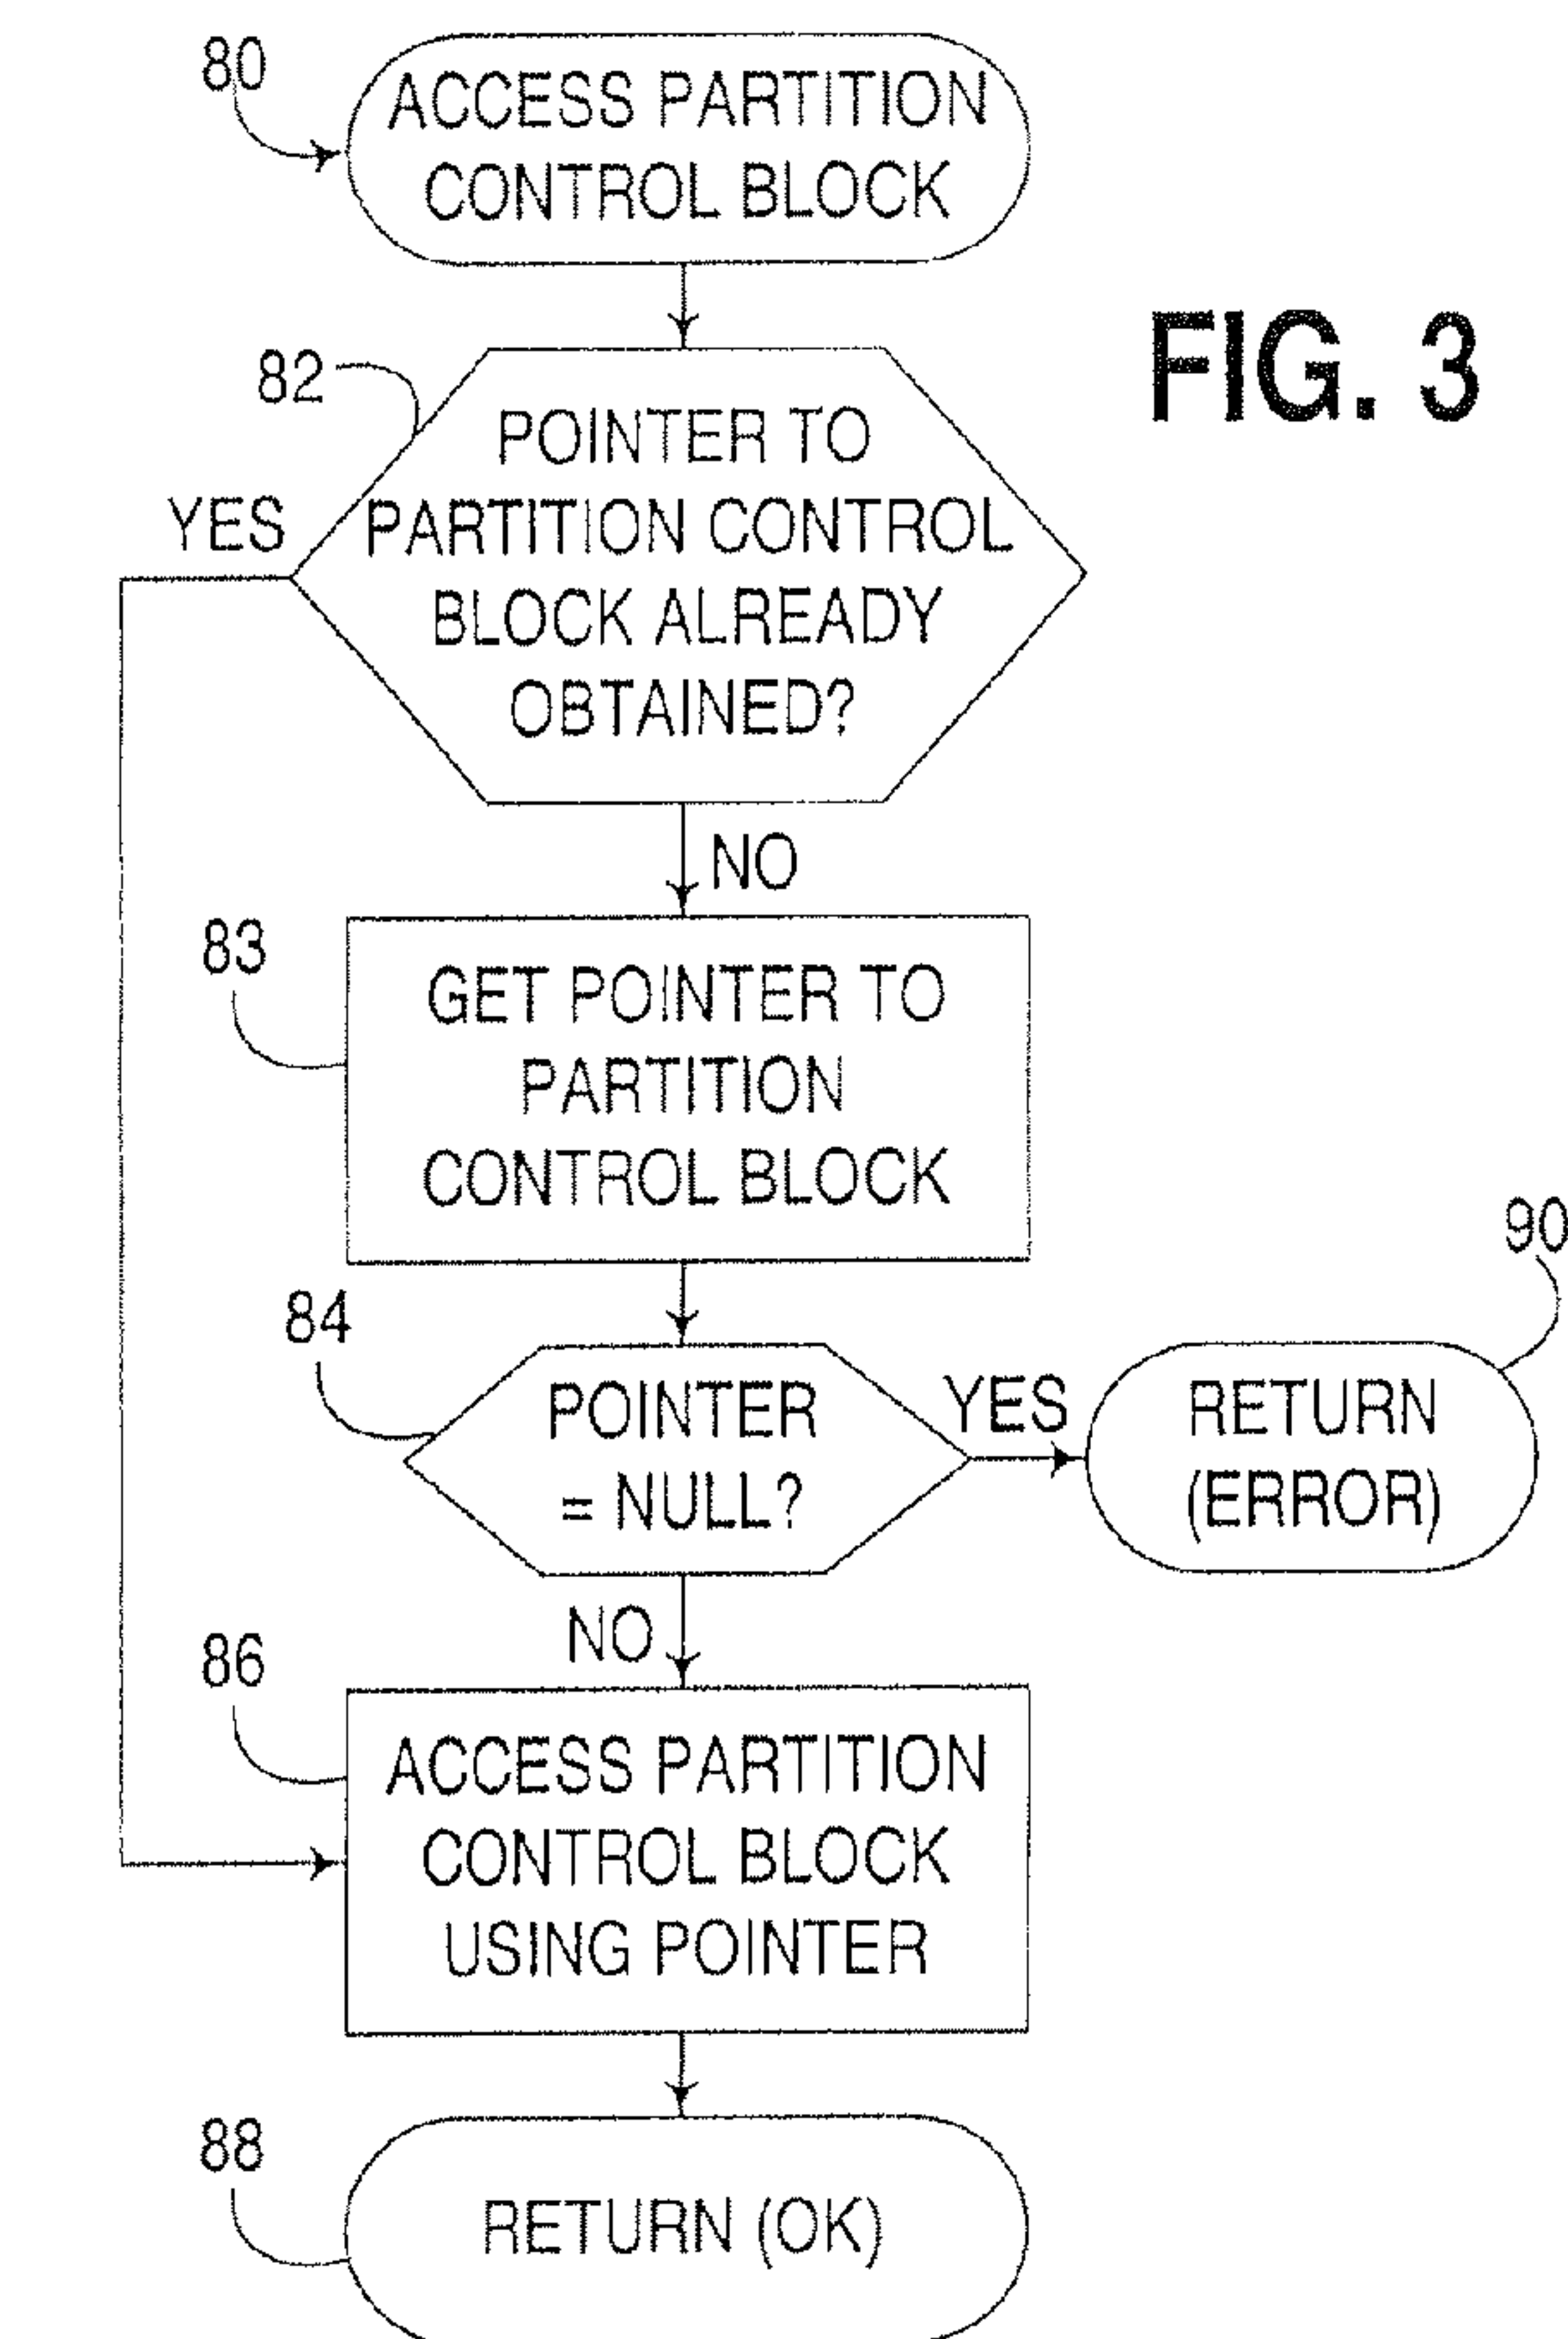 80
ACCESS PARTITION
CONTROL BLOCK
FIG. 3
82
POINTER TO
PARTITION CONTROL
BLOCK ALREADY
OBTAINED?
YES
NO
83
GET POINTER TO
PARTITION
CONTROL BLOCK
84
POINTER
= NULL?
YES
90
RETURN
(ERROR)
NO
86
ACCESS PARTITION
CONTROL BLOCK
USING POINTER
88
RETURN (OK)